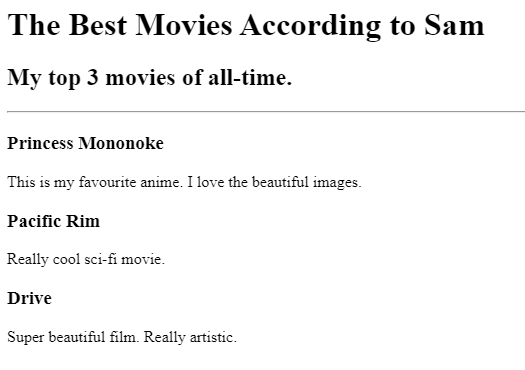 The Best Movies According to Sam
My top 3 movies of all-time.
Princess Mononoke
This is my favourite anime. I love the beautiful images.
Pacific Rim
Really cool sci-fi movie.
Drive
Super beautiful film. Really artistic.